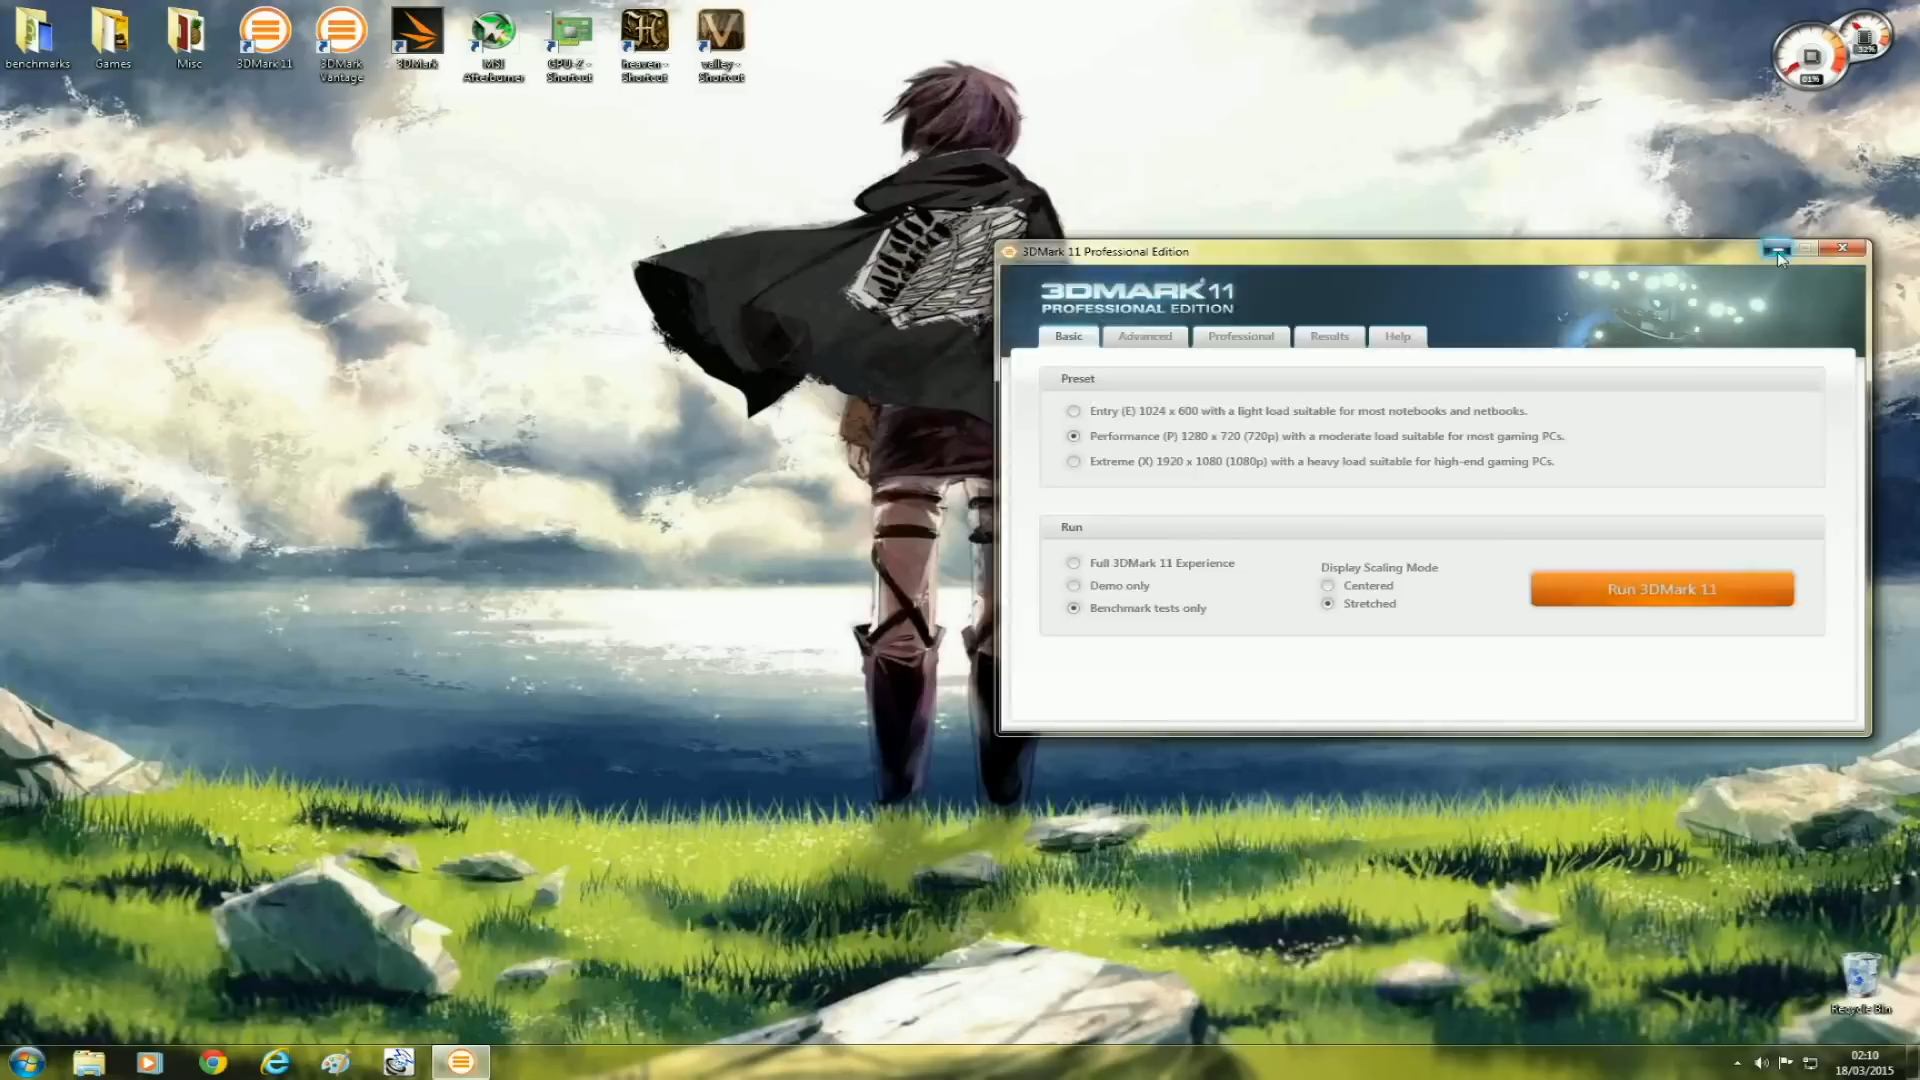 benchmarks
Games
Misc
3DMark 11
3DMark
Vantage
3DMark
MSI
Afterburner
GPU-Z -
Shortcut
heaven -
Shortcut
valley -
Shortcut
32%
01%
3DMark 11 Professional Edition
3DMARK 11
PROFESSIONAL EDITION
Basic
Advanced
Professional
Results
Help
Preset
Entry (E) 1024 x 600 with a light load suitable for most notebooks and netbooks.
Performance (P) 1280 x 720 (720p) with a moderate load suitable for most gaming PCs.
Extreme (X) 1920 x 1080 (1080p) with a heavy load suitable for high-end gaming PCs.
Run
Full 3DMark 11 Experience
Demo only
Benchmark tests only
Display Scaling Mode
Centered
Stretched
Run 3DMark 11
Recycle Bin
02:10
18/03/2015